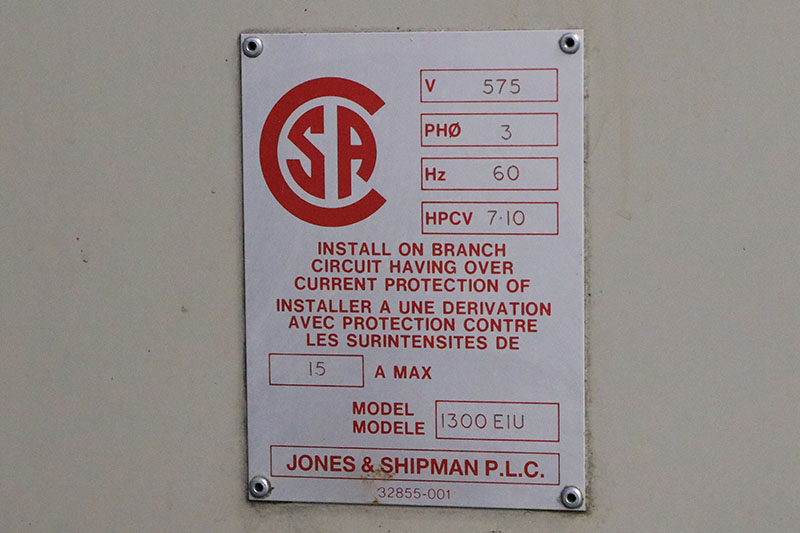 CSA
V 575
PHØ 3
Hz 60
HPCV 7·10
INSTALL ON BRANCH
CIRCUIT HAVING OVER
CURRENT PROTECTION OF
INSTALLER A UNE DERIVATION
AVEC PROTECTION CONTRE
LES SURINTENSITES DE
15 A MAX
MODEL
MODELE 1300 EIU
JONES & SHIPMAN P.L.C.
32855-001